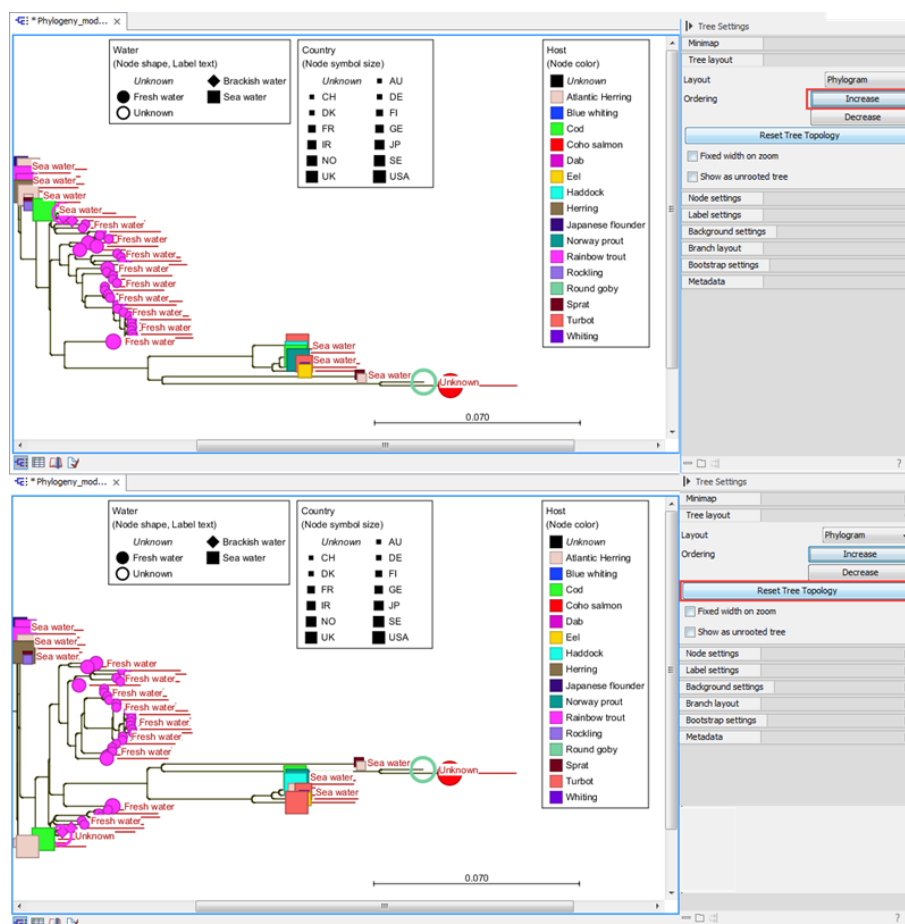 * Phylogeny_mod... ×
Water
(Node shape, Label text)
Unknown
Brackish water
Fresh water
Sea water
Unknown
Country
(Node symbol size)
Unknown
AU
CH
DE
DK
FI
FR
GE
IR
JP
NO
SE
UK
USA
Host
(Node color)
Unknown
Atlantic Herring
Blue whiting
Cod
Coho salmon
Dab
Eel
Haddock
Herring
Japanese flounder
Norway prout
Rainbow trout
Rockling
Round goby
Sprat
Turbot
Whiting
Sea water
Sea water
Sea water
Sea water
Fresh water
Fresh water
Fresh water
Fresh water
Fresh water
Fresh water
Fresh water
Fresh water
Fresh water
Sea water
Sea water
Sea water
Unknown
0.070
Tree Settings
Minimap
Tree layout
Layout
Phylogram
Ordering
Increase
Decrease
Reset Tree Topology
Fixed width on zoom
Show as unrooted tree
Node settings
Label settings
Background settings
Branch layout
Bootstrap settings
Metadata
?
* Phylogeny_mod... ×
Water
(Node shape, Label text)
Unknown
Brackish water
Fresh water
Sea water
Unknown
Country
(Node symbol size)
Unknown
AU
CH
DE
DK
FI
FR
GE
IR
JP
NO
SE
UK
USA
Host
(Node color)
Unknown
Atlantic Herring
Blue whiting
Cod
Coho salmon
Dab
Eel
Haddock
Herring
Japanese flounder
Norway prout
Rainbow trout
Rockling
Round goby
Sprat
Turbot
Whiting
Sea water
Sea water
Sea water
Fresh water
Fresh water
Fresh water
Fresh water
Fresh water
Fresh water
Fresh water
Sea water
Unknown
Sea water
Sea water
Fresh water
Fresh water
Unknown
0.070
Tree Settings
Minimap
Tree layout
Layout
Phylogram
Ordering
Increase
Decrease
Reset Tree Topology
Fixed width on zoom
Show as unrooted tree
Node settings
Label settings
Background settings
Branch layout
Bootstrap settings
Metadata
?